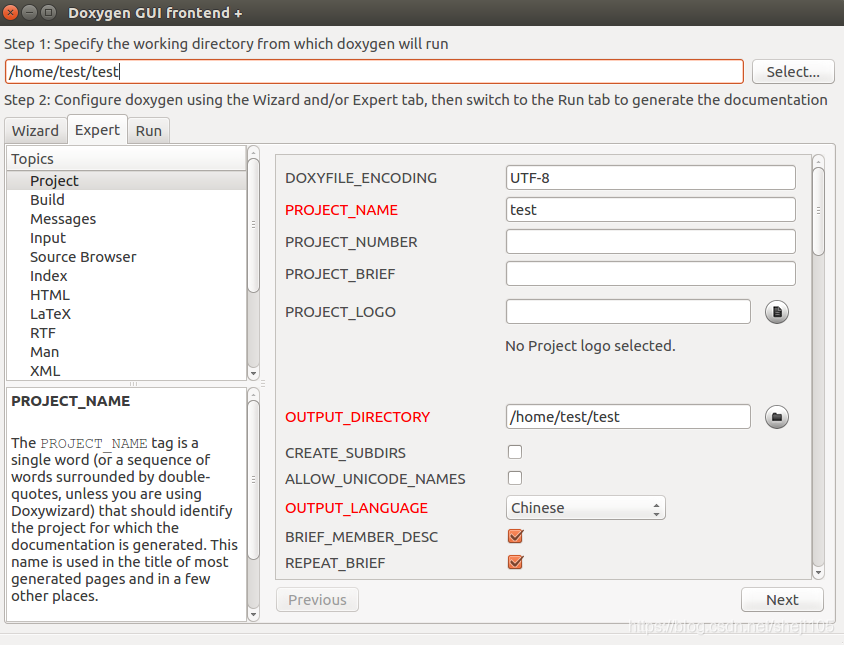 Doxygen GUI frontend +
Step 1: Specify the working directory from which doxygen will run
/home/test/test
Select...
Step 2: Configure doxygen using the Wizard and/or Expert tab, then switch to the Run tab to generate the documentation
Wizard Expert Run
Topics
Project
Build
Messages
Input
Source Browser
Index
HTML
LaTeX
RTF
Man
XML
PROJECT_NAME
The PROJECT_NAME tag is a
single word (or a sequence of
words surrounded by double-
quotes, unless you are using
Doxywizard) that should identify
the project for which the
documentation is generated. This
name is used in the title of most
generated pages and in a few
other places.
DOXYFILE_ENCODING UTF-8
PROJECT_NAME test
PROJECT_NUMBER
PROJECT_BRIEF
PROJECT_LOGO
No Project logo selected.
OUTPUT_DIRECTORY /home/test/test
CREATE_SUBDIRS
ALLOW_UNICODE_NAMES
OUTPUT_LANGUAGE Chinese
BRIEF_MEMBER_DESC
REPEAT_BRIEF
Previous Next
https://blog.csdn.net/sheji105